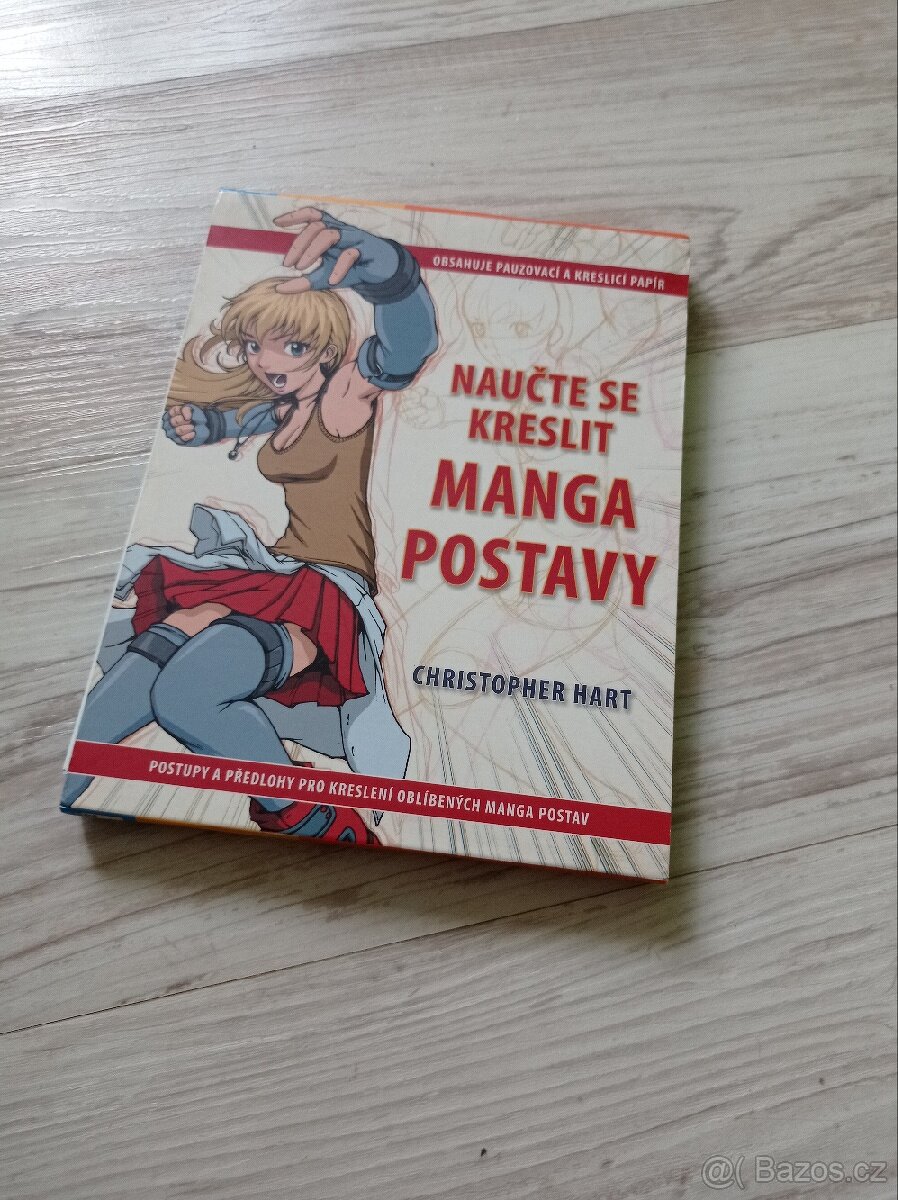 OBSAHUJE PAUZOVACÍ A KRESLICÍ PAPÍR
NAUČTE SE
KRESLIT
MANGA
POSTAVY
CHRISTOPHER HART
POSTUPY A PŘEDLOHY PRO KRESLENÍ OBLÍBENÝCH MANGA POSTAV
@( Bazos.cz